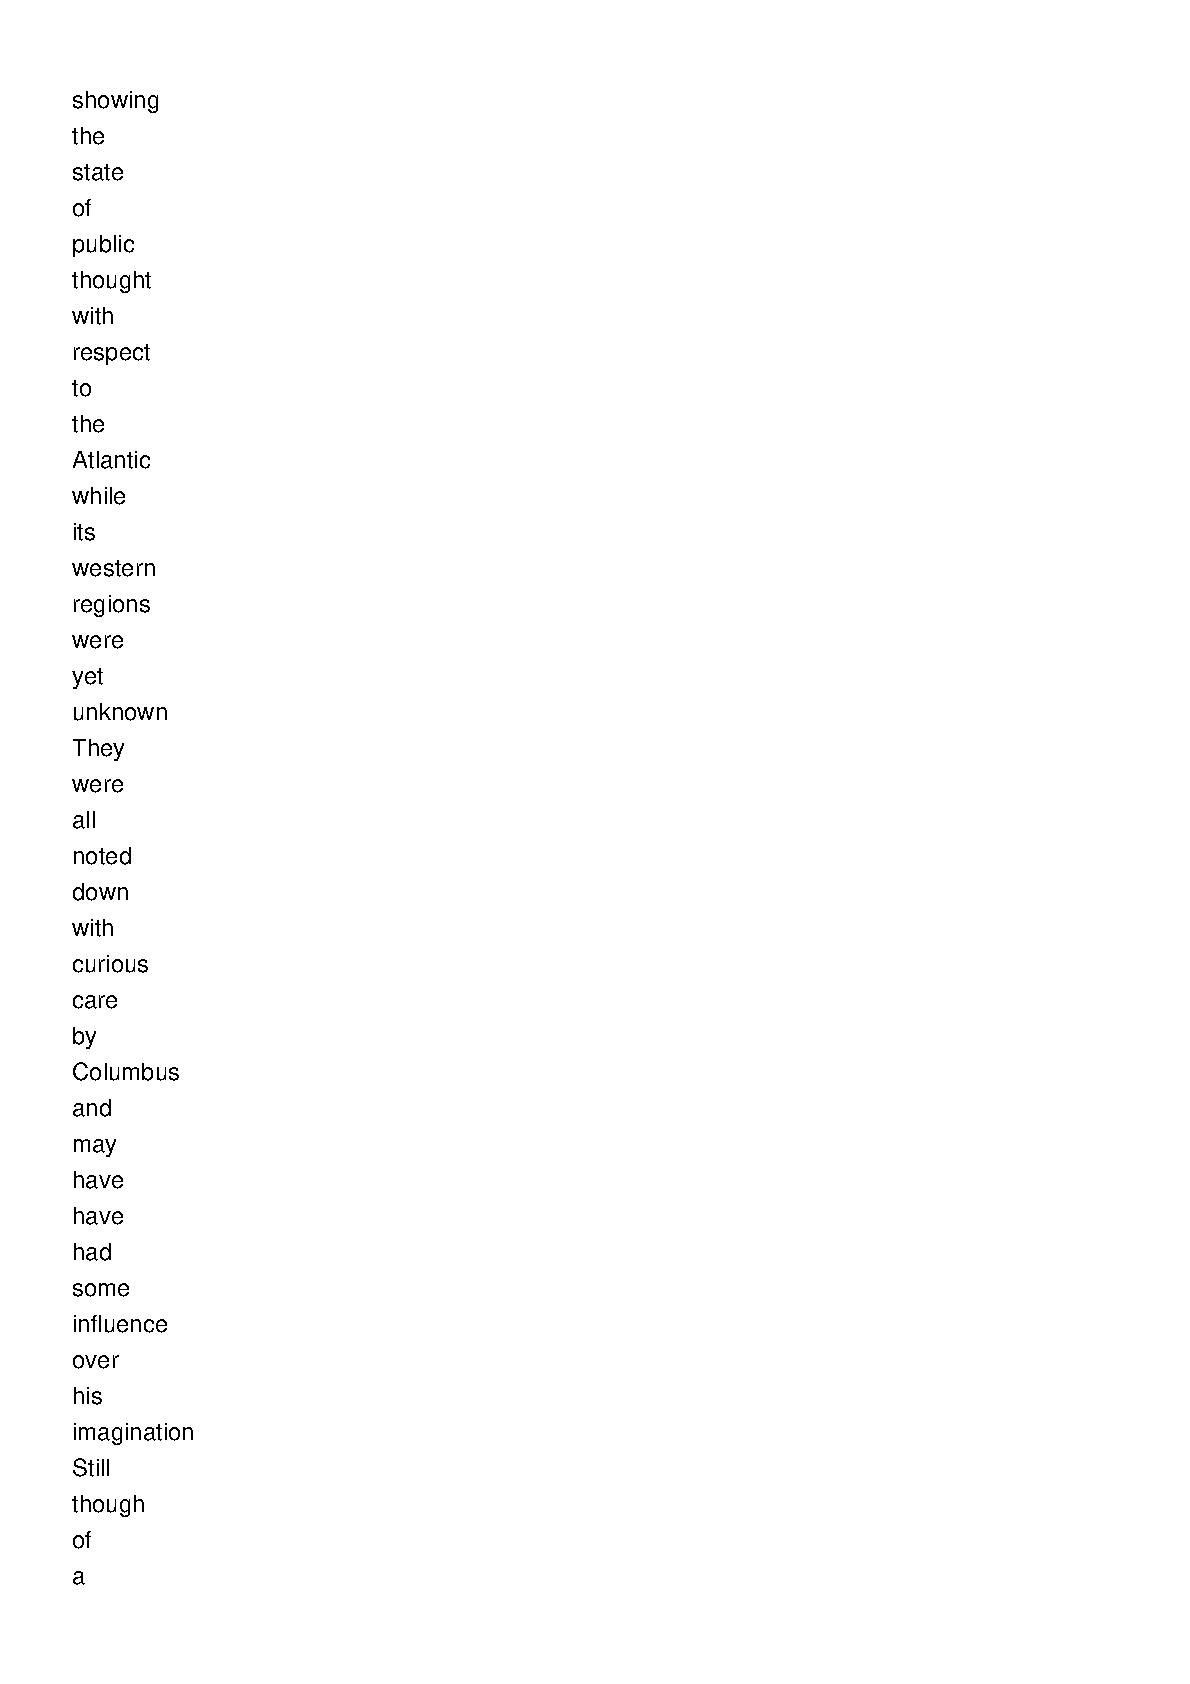 showing
the
state
of
public
thought
with
respect
to
the
Atlantic
while
its
western
regions
were
yet
unknown
They
were
all
noted
down
with
curious
care
by
Columbus
and
may
have
have
had
some
influence
over
his
imagination
Still
though
of
a